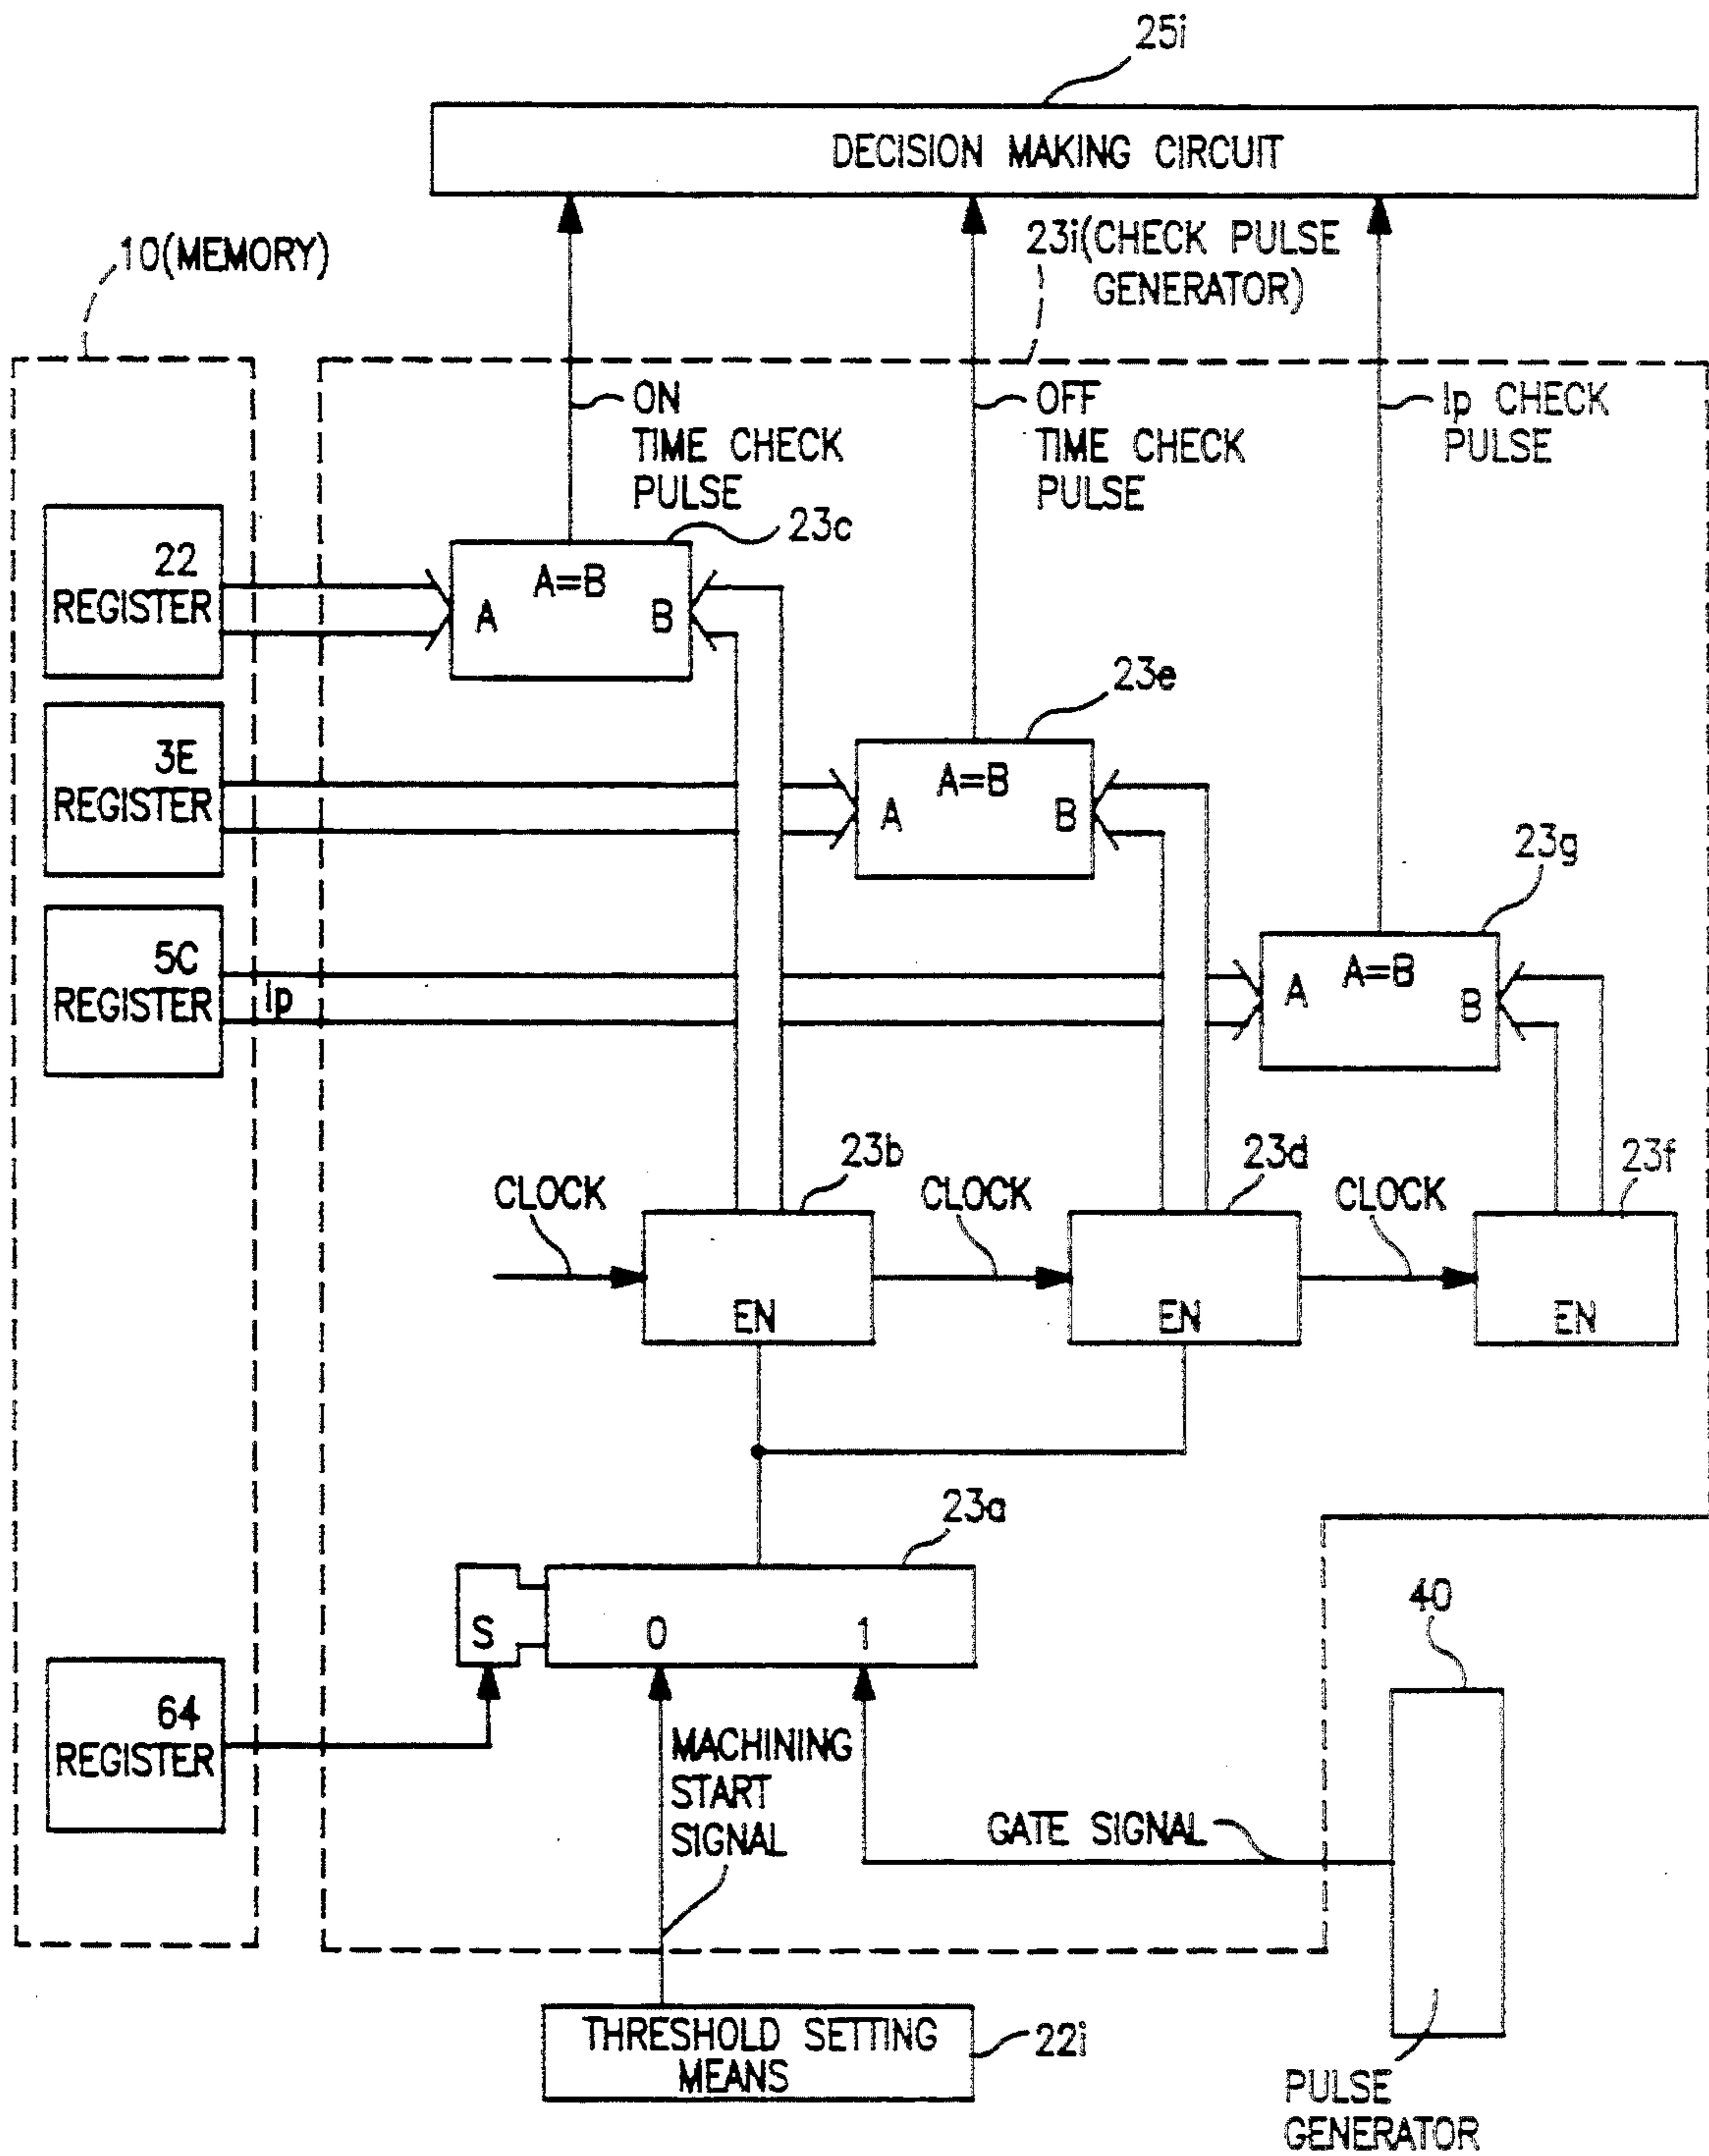 25i
DECISION MAKING CIRCUIT
10(MEMORY)
23i(CHECK PULSE
GENERATOR)
ON
TIME CHECK
PULSE
OFF
TIME CHECK
PULSE
Ip CHECK
PULSE
22
REGISTER
A=B
A
B
23c
3E
REGISTER
A=B
A
B
23e
5C
REGISTER
Ip
A=B
A
B
23g
CLOCK
23b
EN
CLOCK
23d
EN
CLOCK
23f
EN
23a
S
0
1
64
REGISTER
MACHINING
START
SIGNAL
GATE SIGNAL
40
THRESHOLD SETTING
MEANS
22i
PULSE
GENERATOR